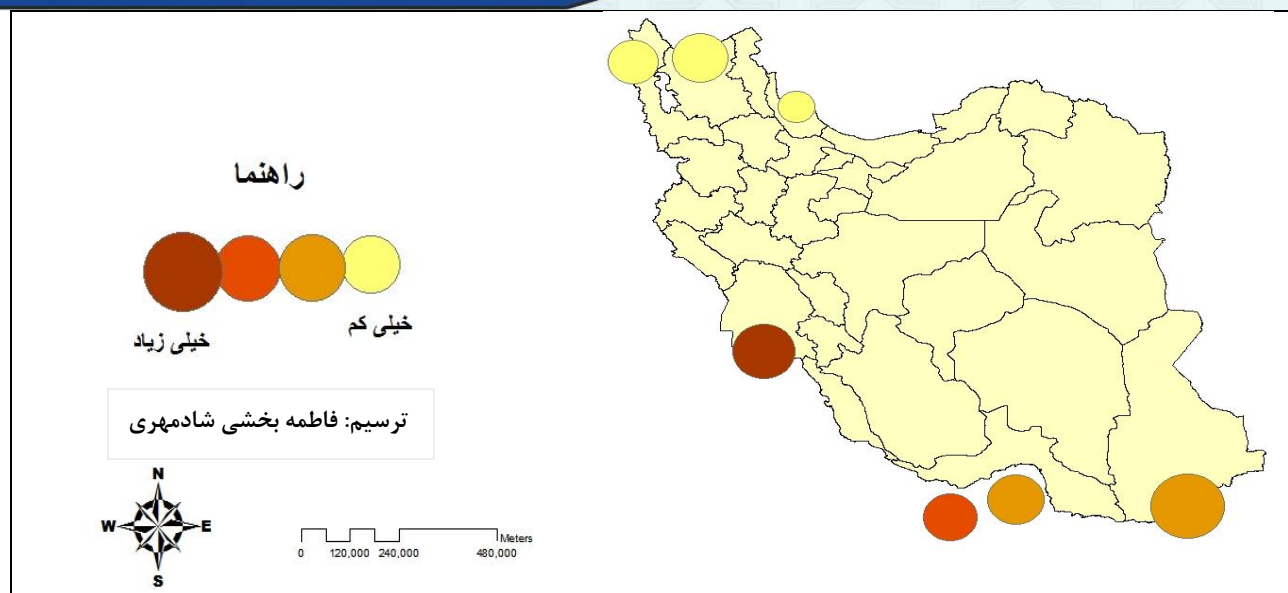 راهنما
خیلی کم
خیلی زیاد
ترسیم: فاطمه بخشی شادمهری
N
W
E
S
Meters
0 120,000 240,000 480,000